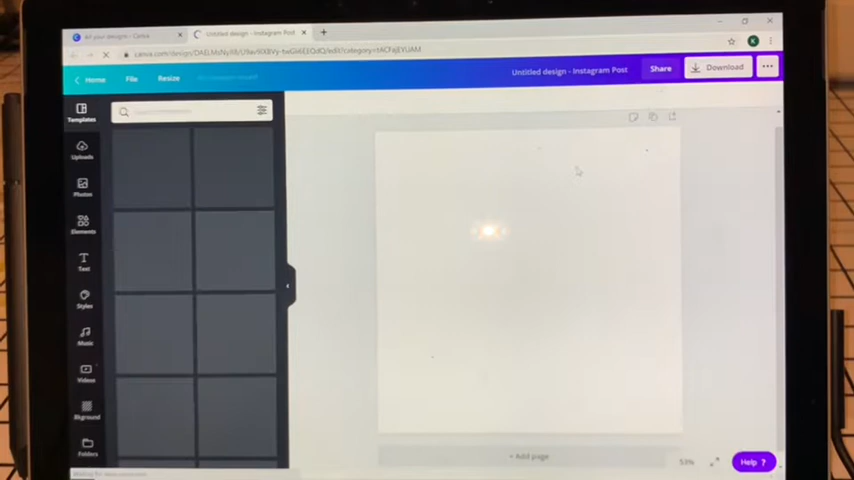 All your designs - Canva
Untitled design - Instagram Post
Home
File
Resize
Untitled design - Instagram Post
Share
Download
Templates
Uploads
Photos
Elements
Text
Styles
Music
Videos
Bkground
Folders
+ Add page
53%
Help ?